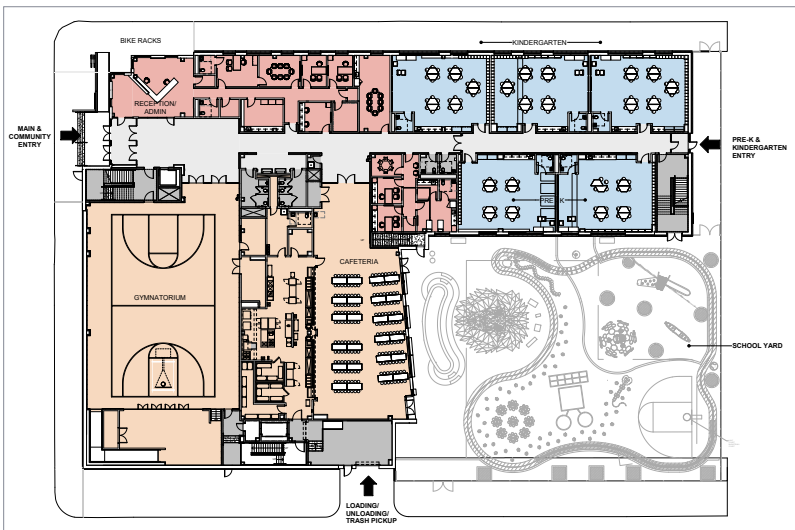 BIKE RACKS
KINDERGARTEN
RECEPTION/
ADMIN
MAIN &
COMMUNITY
ENTRY
PRE-K &
KINDERGARTEN
ENTRY
PRE K
CAFETERIA
GYMNATORIUM
SCHOOL YARD
LOADING/
UNLOADING/
TRASH PICKUP